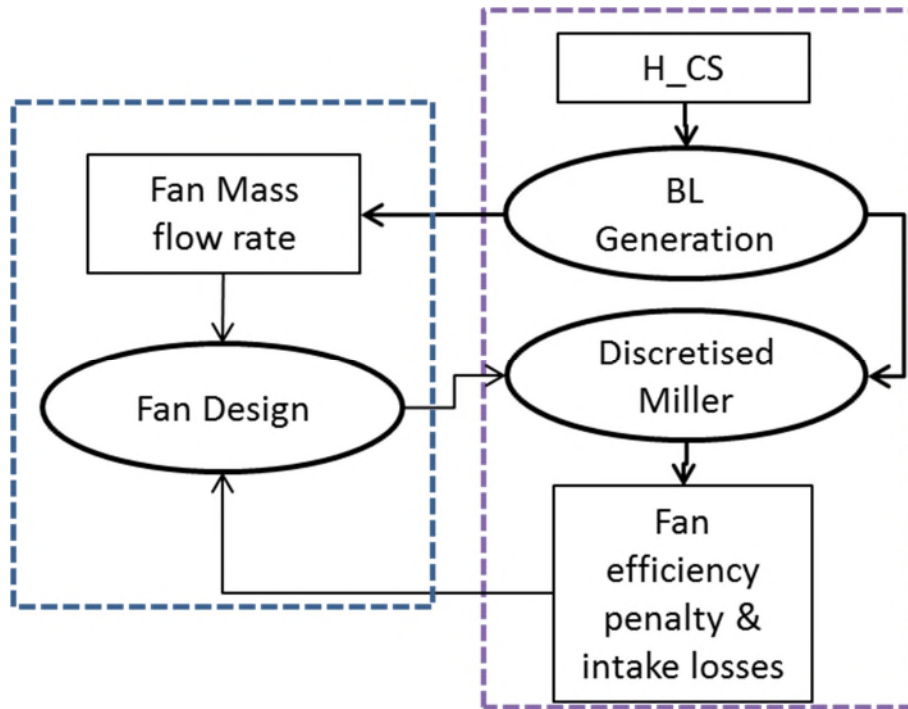 H_CS
BL
Generation
Fan Mass
flow rate
Discretised
Miller
Fan Design
Fan
efficiency
penalty &
intake losses